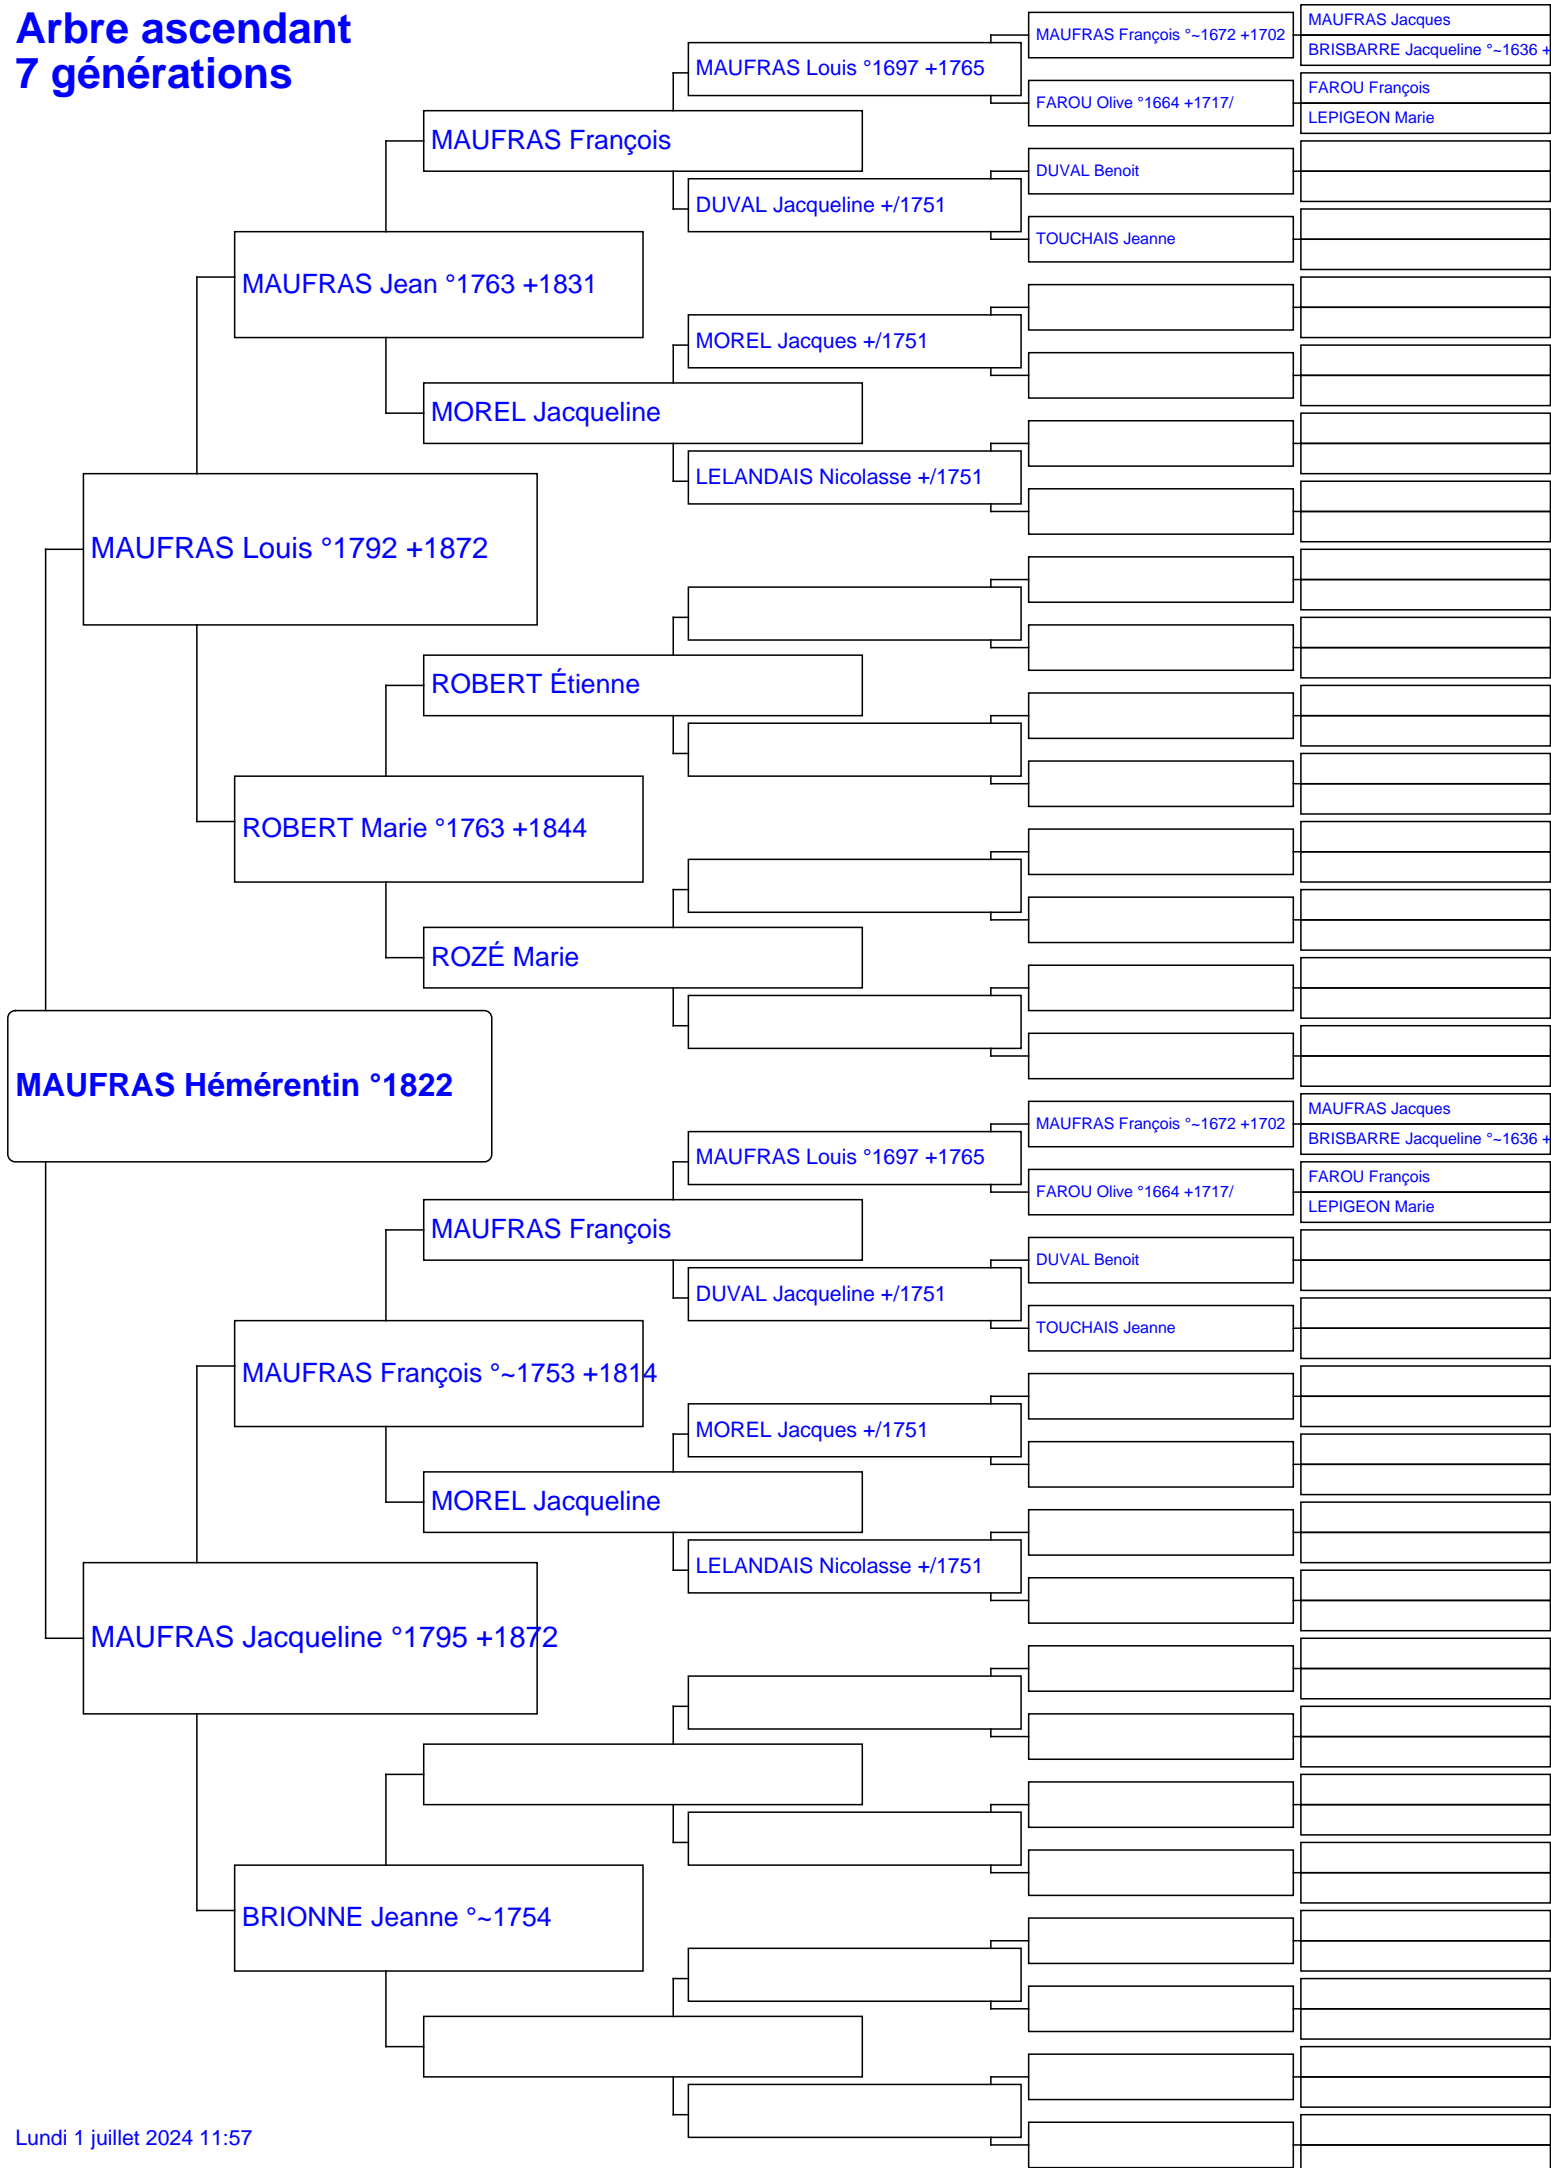 Arbre ascendant
7 générations
MAUFRAS Jacques
MAUFRAS François °~1672 +1702
BRISBARRE Jacqueline °~1636 +
MAUFRAS Louis °1697 +1765
FAROU François
FAROU Olive °1664 +1717/
LEPIGEON Marie
MAUFRAS François
DUVAL Benoit
DUVAL Jacqueline +/1751
TOUCHAIS Jeanne
MAUFRAS Jean °1763 +1831
MOREL Jacques +/1751
MOREL Jacqueline
LELANDAIS Nicolasse +/1751
MAUFRAS Louis °1792 +1872
ROBERT Étienne
ROBERT Marie °1763 +1844
ROZÉ Marie
MAUFRAS Hémérentin °1822
MAUFRAS Jacques
MAUFRAS François °~1672 +1702
BRISBARRE Jacqueline °~1636 +
MAUFRAS Louis °1697 +1765
FAROU François
FAROU Olive °1664 +1717/
LEPIGEON Marie
MAUFRAS François
DUVAL Benoit
DUVAL Jacqueline +/1751
TOUCHAIS Jeanne
MAUFRAS François °~1753 +1814
MOREL Jacques +/1751
MOREL Jacqueline
LELANDAIS Nicolasse +/1751
MAUFRAS Jacqueline °1795 +1872
BRIONNE Jeanne °~1754
Lundi 1 juillet 2024 11:57